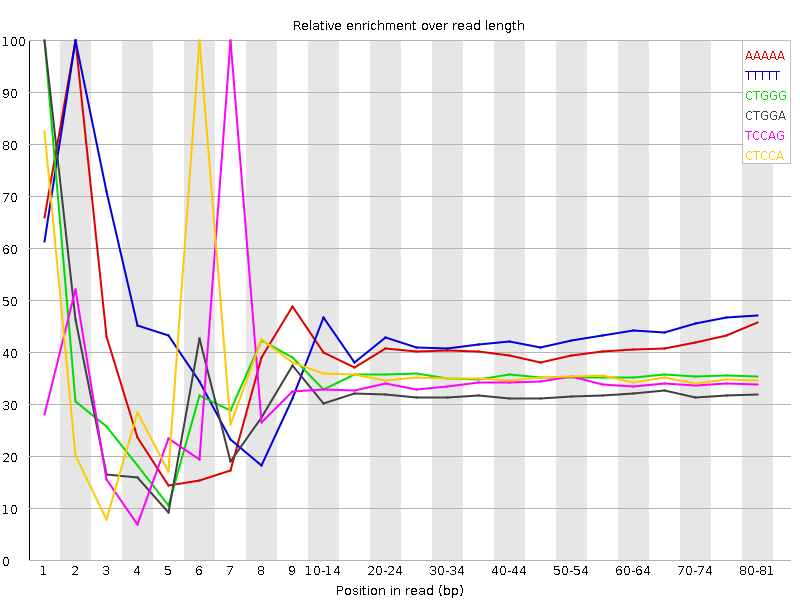 Relative enrichment over read length
100
90
80
70
60
50
40
30
20
10
0
AAAAA
TTTTT
CTGGG
CTGGA
TCCAG
CTCCA
1 2 3 4 5 6 7 8 9 10-14 20-24 30-34 40-44 50-54 60-64 70-74 80-81
Position in read (bp)